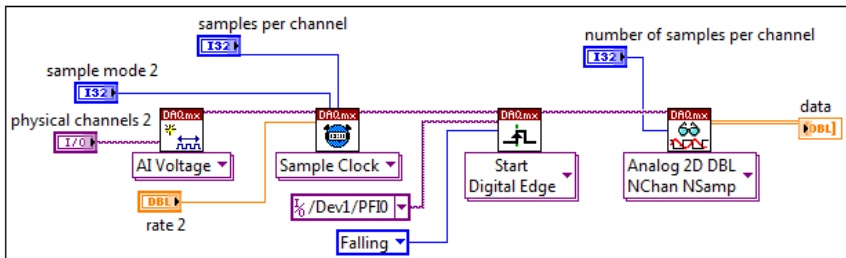 samples per channel
I32
number of samples per channel
I32
sample mode 2
I32
physical channels 2
I/O
DAQmx
AI Voltage
DAQmx
Sample Clock
DAQmx
Start
Digital Edge
DAQmx
Analog 2D DBL
NChan NSamp
data
DBL
DBL
rate 2
I/O /Dev1/PFI0
Falling